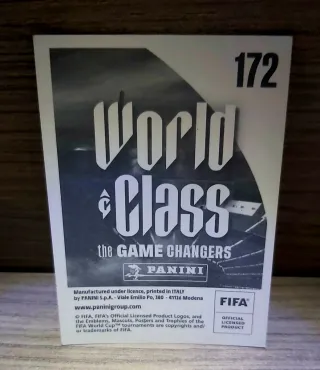 172
World
Class
the GAME CHANGERS
PANINI
Manufactured under licence, printed in ITALY
by PANINI S.p.A. - Viale Emilio Po, 380 - 41126 Modena
www.paninigroup.com
© FIFA, FIFA's Official Licensed Product Logos, and
the Emblems, Mascots, Posters and Trophies of the
FIFA World Cup™ tournaments are copyrights and/
or trademarks of FIFA.
FIFA®
OFFICIAL
LICENSED
PRODUCT